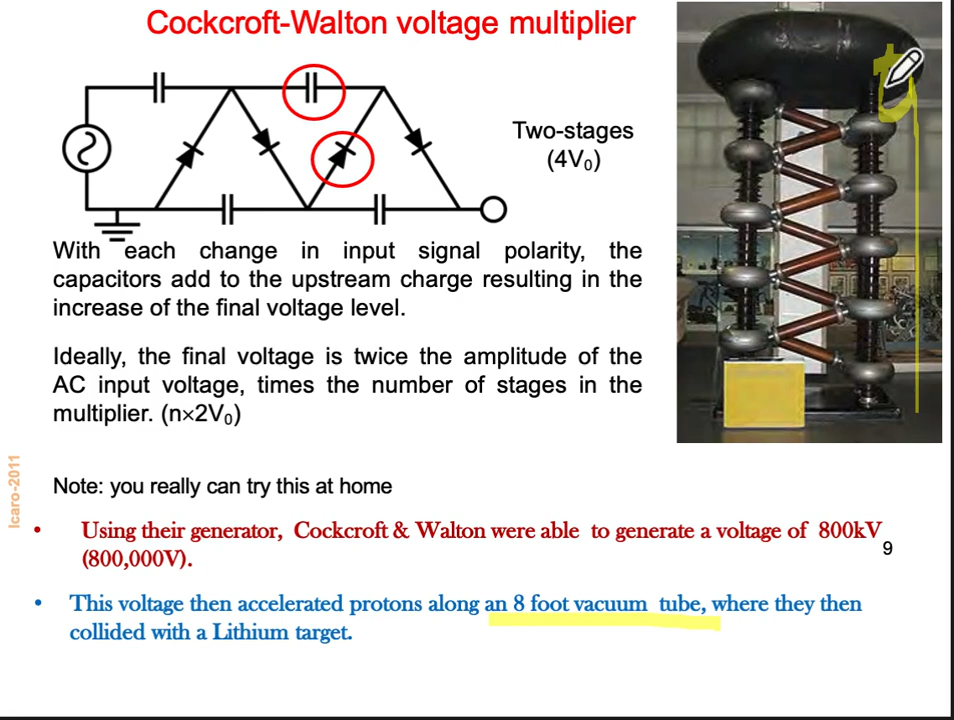 Cockcroft-Walton voltage multiplier
Two-stages
(4V₀)
With each change in input signal polarity, the
capacitors add to the upstream charge resulting in the
increase of the final voltage level.
Ideally, the final voltage is twice the amplitude of the
AC input voltage, times the number of stages in the
multiplier. (n×2V₀)
Icaro-2011
Note: you really can try this at home
• Using their generator, Cockcroft & Walton were able to generate a voltage of 800kV
(800,000V).
9
• This voltage then accelerated protons along an 8 foot vacuum tube, where they then
collided with a Lithium target.